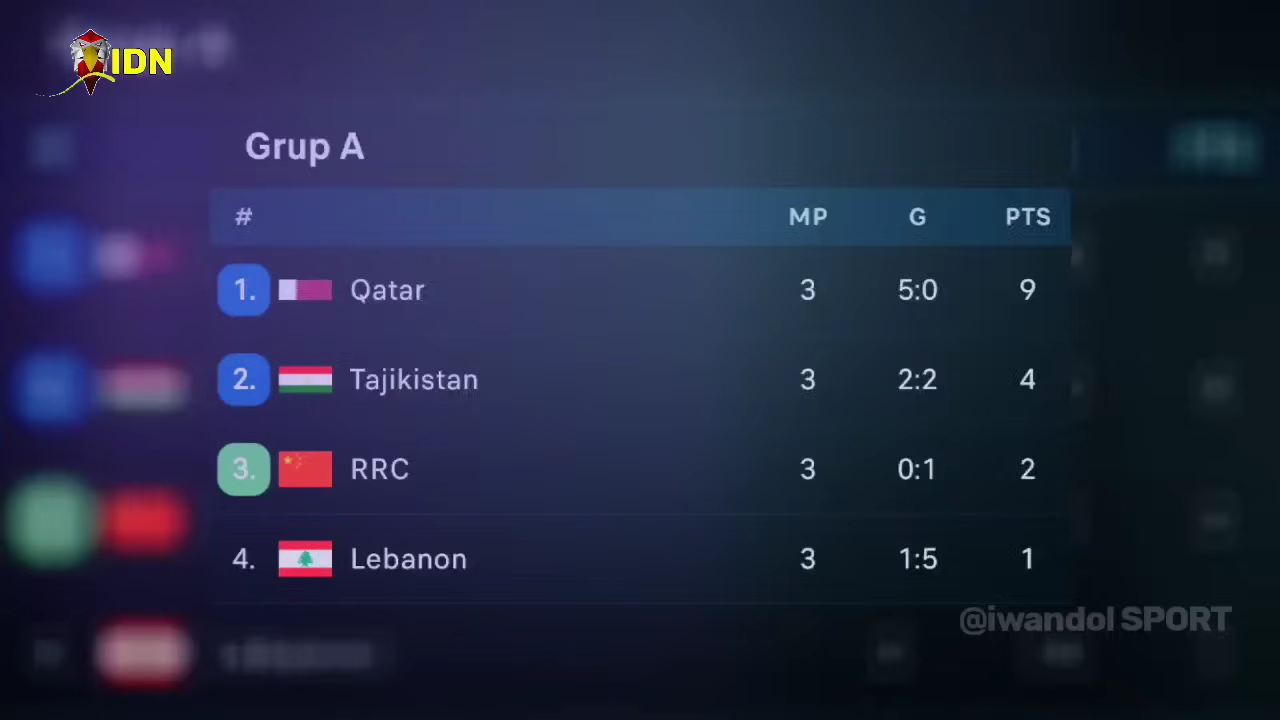 IDN
Grup A
# MP G PTS
1. Qatar 3 5:0 9
2. Tajikistan 3 2:2 4
3. RRC 3 0:1 2
4. Lebanon 3 1:5 1
@iwandol SPORT